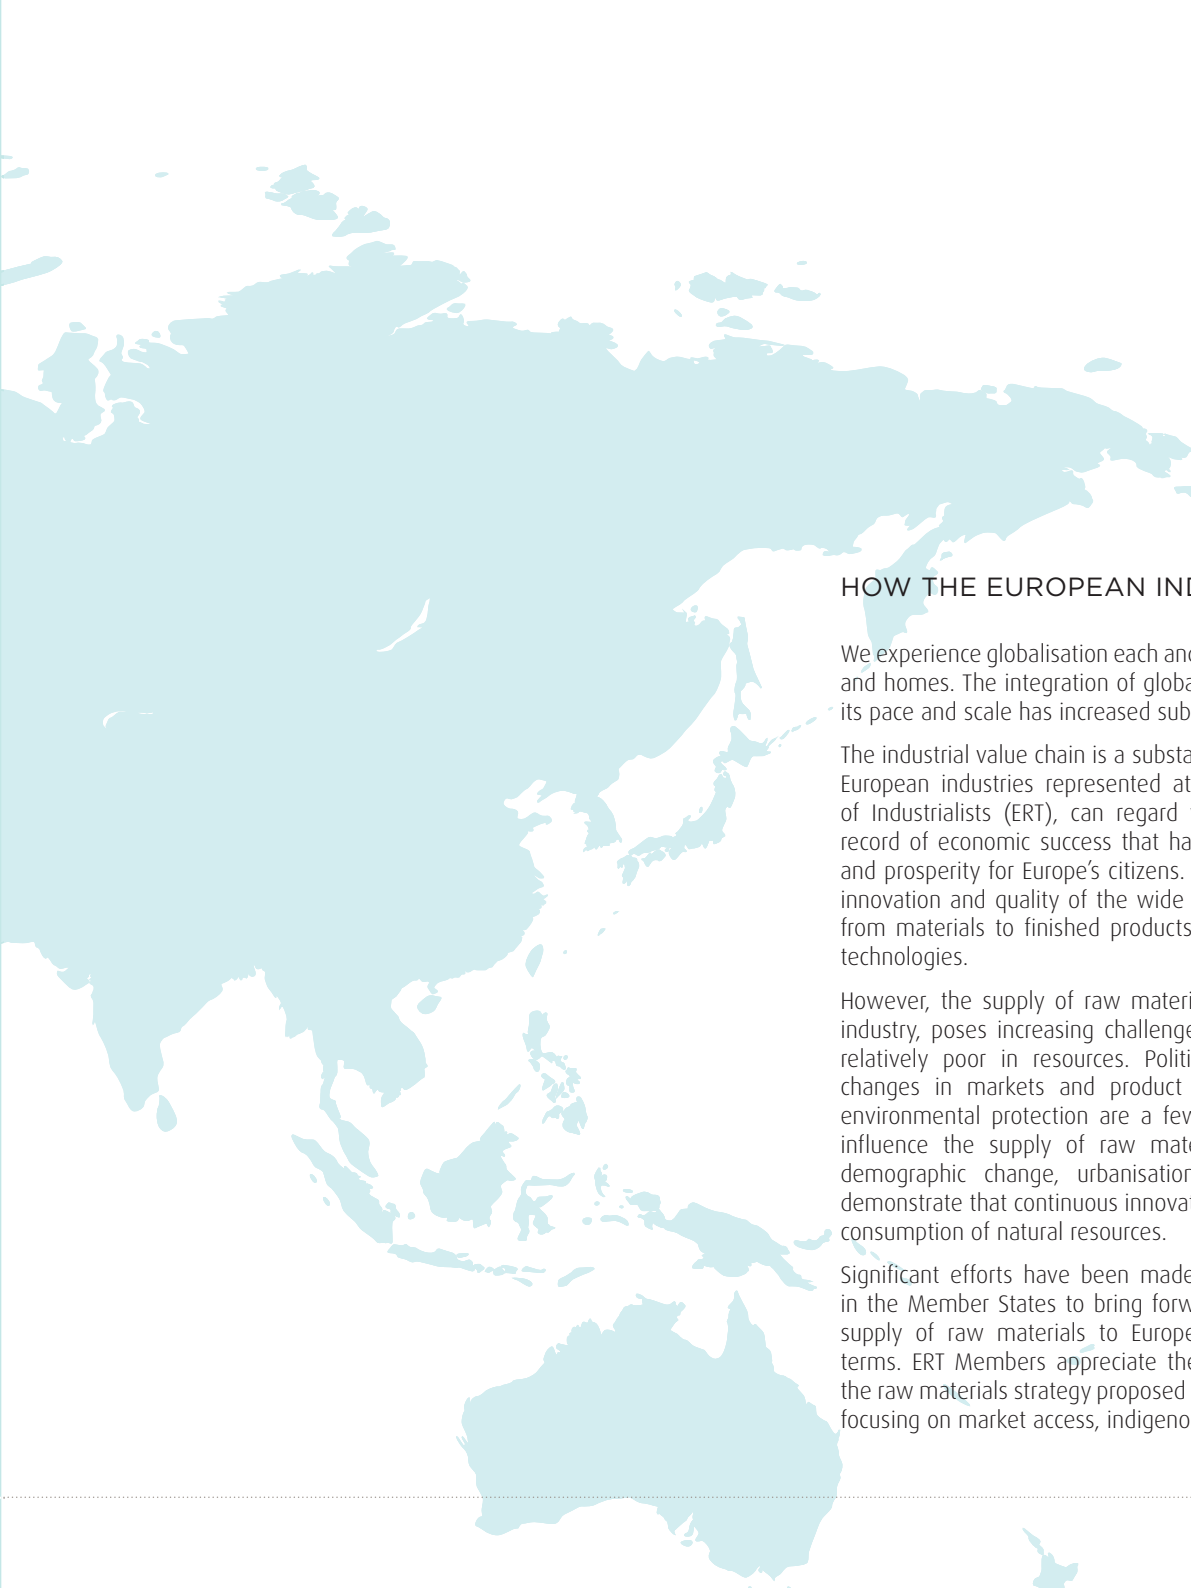 HOW THE EUROPEAN IND
We experience globalisation each and
and homes. The integration of globa
its pace and scale has increased sub
The industrial value chain is a substa
European industries represented at
of Industrialists (ERT), can regard
record of economic success that ha
and prosperity for Europe’s citizens.
innovation and quality of the wide
from materials to finished products
technologies.
However, the supply of raw materi
industry, poses increasing challenge
relatively poor in resources. Politi
changes in markets and product
environmental protection are a few
influence the supply of raw mate
demographic change, urbanisation
demonstrate that continuous innovat
consumption of natural resources.
Significant efforts have been made
in the Member States to bring forw
supply of raw materials to Europe
terms. ERT Members appreciate the
the raw materials strategy proposed
focusing on market access, indigeno